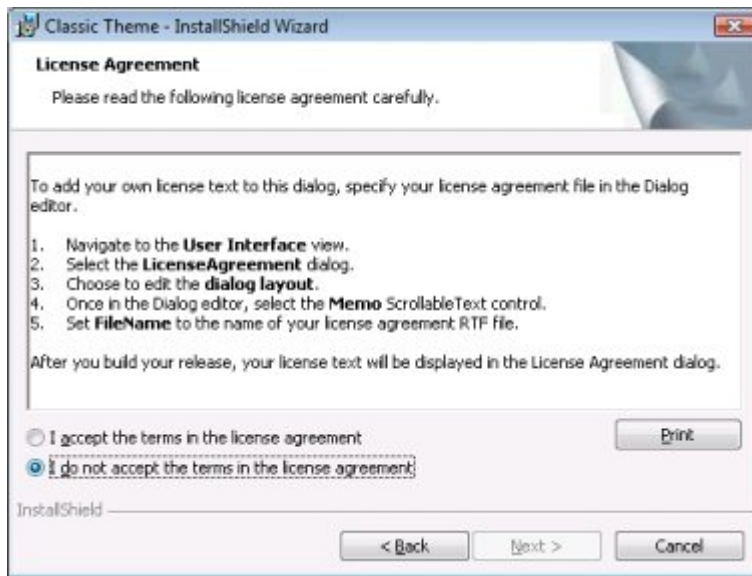 Classic Theme - InstallShield Wizard
License Agreement
Please read the following license agreement carefully.
To add your own license text to this dialog, specify your license agreement file in the Dialog
editor.
1. Navigate to the User Interface view.
2. Select the LicenseAgreement dialog.
3. Choose to edit the dialog layout.
4. Once in the Dialog editor, select the Memo ScrollableText control.
5. Set FileName to the name of your license agreement RTF file.
After you build your release, your license text will be displayed in the License Agreement dialog.
I accept the terms in the license agreement
Print
I do not accept the terms in the license agreement
InstallShield
< Back
Next >
Cancel